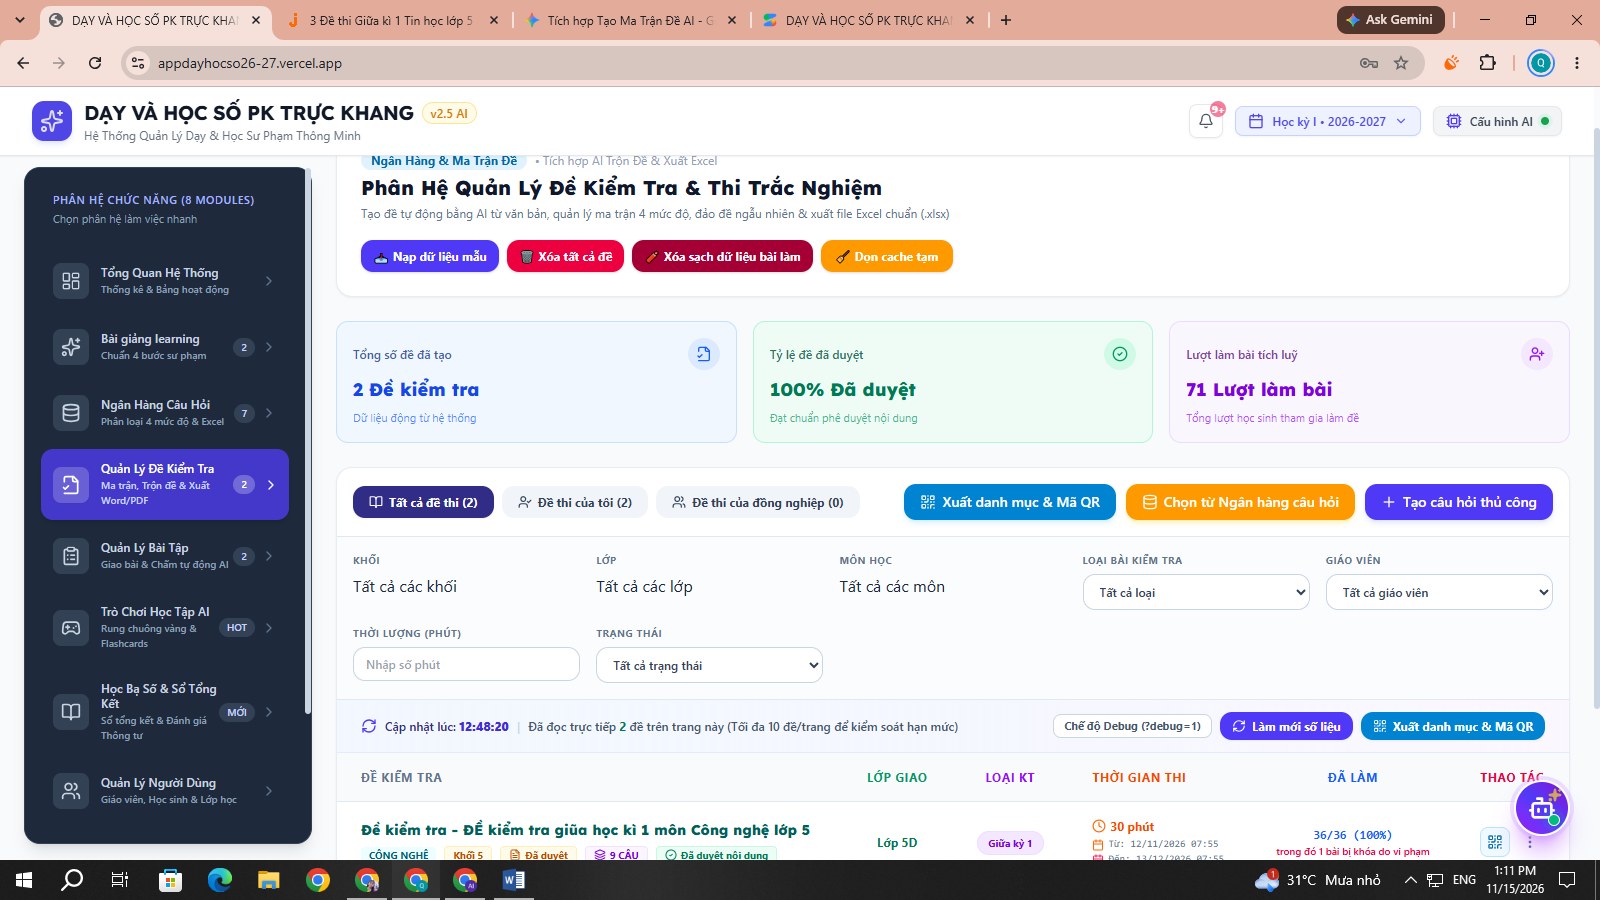 DẠY VÀ HỌC SỐ PK TRỰC KHANG
3 Đề thi Giữa kì 1 Tin học lớp 5
Tích hợp Tạo Ma Trận Đề AI - G
DẠY VÀ HỌC SỐ PK TRỰC KHAN
Ask Gemini
appdayhocso26-27.vercel.app
Q
DẠY VÀ HỌC SỐ PK TRỰC KHANG
v2.5 AI
Hệ Thống Quản Lý Dạy & Học Sư Phạm Thông Minh
9+
Học kỳ I • 2026-2027
Cấu hình AI
PHÂN HỆ CHỨC NĂNG (8 MODULES)
Chọn phân hệ làm việc nhanh
Tổng Quan Hệ Thống
Thống kê & Bảng hoạt động
Bài giảng learning
Chuẩn 4 bước sư phạm
2
Ngân Hàng Câu Hỏi
Phân loại 4 mức độ & Excel
7
Quản Lý Đề Kiểm Tra
Ma trận, Trộn đề & Xuất
Word/PDF
2
Quản Lý Bài Tập
Giao bài & Chấm tự động AI
2
Trò Chơi Học Tập AI
Rung chuông vàng &
Flashcards
HOT
Học Bạ Số & Sổ Tổng
Kết
Sổ tổng kết & Đánh giá
Thông tư
MỚI
Quản Lý Người Dùng
Giáo viên, Học sinh & Lớp học
Ngân Hàng & Ma Trận Đề
• Tích hợp AI Trộn Đề & Xuất Excel
Phân Hệ Quản Lý Đề Kiểm Tra & Thi Trắc Nghiệm
Tạo đề tự động bằng AI từ văn bản, quản lý ma trận 4 mức độ, đảo đề ngẫu nhiên & xuất file Excel chuẩn (.xlsx)
Nạp dữ liệu mẫu
Xóa tất cả đề
Xóa sạch dữ liệu bài làm
Dọn cache tạm
Tổng số đề đã tạo
2 Đề kiểm tra
Dữ liệu động từ hệ thống
Tỷ lệ đề đã duyệt
100% Đã duyệt
Đạt chuẩn phê duyệt nội dung
Lượt làm bài tích luỹ
71 Lượt làm bài
Tổng lượt học sinh tham gia làm đề
Tất cả đề thi (2)
Đề thi của tôi (2)
Đề thi của đồng nghiệp (0)
Xuất danh mục & Mã QR
Chọn từ Ngân hàng câu hỏi
Tạo câu hỏi thủ công
KHỐI
Tất cả các khối
LỚP
Tất cả các lớp
MÔN HỌC
Tất cả các môn
LOẠI BÀI KIỂM TRA
Tất cả loại
GIÁO VIÊN
Tất cả giáo viên
THỜI LƯỢNG (PHÚT)
Nhập số phút
TRẠNG THÁI
Tất cả trạng thái
Cập nhật lúc: 12:48:20 | Đã đọc trực tiếp 2 đề trên trang này (Tối đa 10 đề/trang để kiểm soát hạn mức)
Chế độ Debug (?debug=1)
Làm mới số liệu
Xuất danh mục & Mã QR
ĐỀ KIỂM TRA
LỚP GIAO
LOẠI KT
THỜI GIAN THI
ĐÃ LÀM
THAO TÁC
Đề kiểm tra - ĐỀ kiểm tra giữa học kì 1 môn Công nghệ lớp 5
CÔNG NGHỆ
Khối 5
Đã duyệt
9 CÂU
Đã duyệt nội dung
Lớp 5D
Giữa kỳ 1
30 phút
Từ: 12/11/2026 07:55
Đến: 13/12/2026 07:55
36/36 (100%)
trong đó 1 bài bị khóa do vi phạm
1
31°C Mưa nhỏ
ENG
1:11 PM
11/15/2026